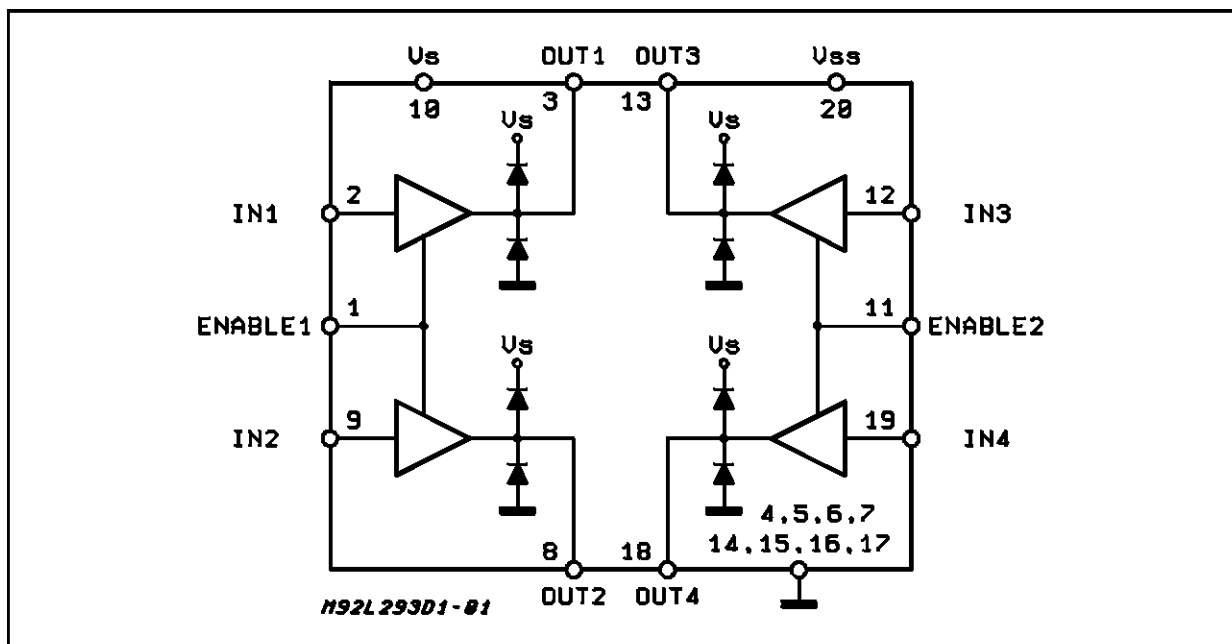 Vs OUT1 OUT3 Vss
10 3 13 20
Vs Vs
IN1 2 12 IN3
ENABLE1 1 11 ENABLE2
Vs Vs
IN2 9 19 IN4
4,5,6,7
8 18 14,15,16,17
OUT2 OUT4
M92L293D1-01